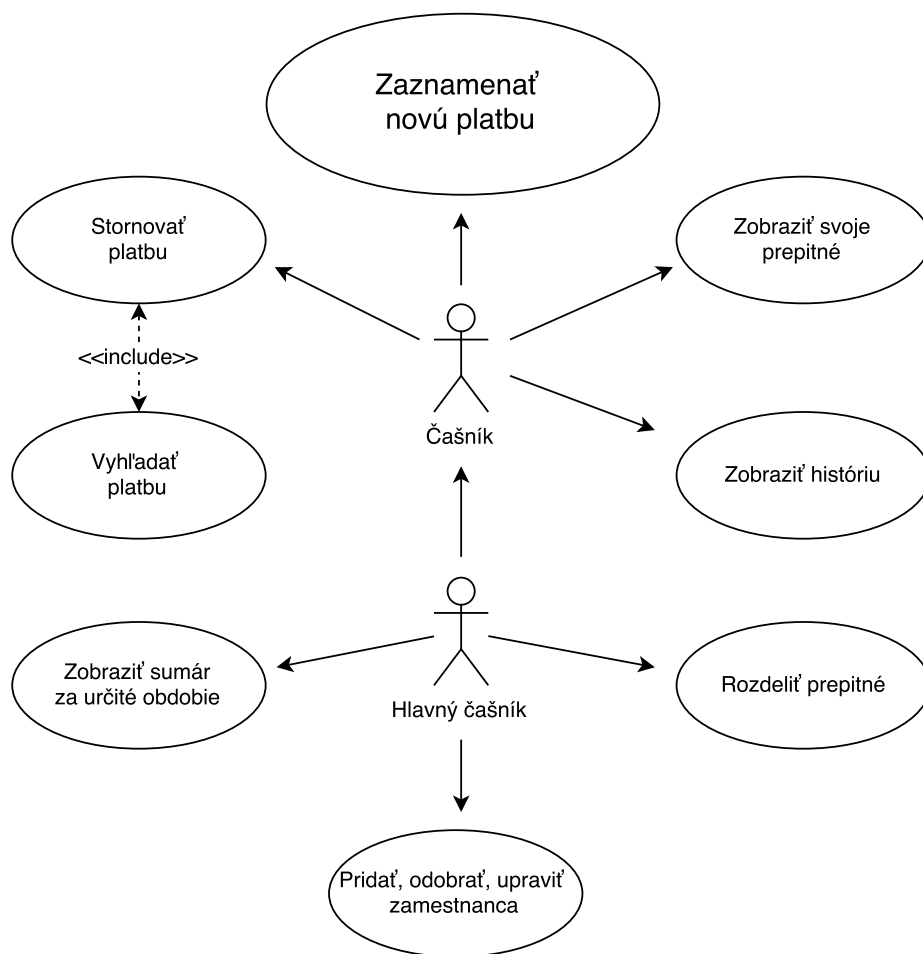 Zaznamenať
novú platbu
Stornovať
platbu
Zobraziť svoje
prepitné
<<include>>
Čašník
Vyhľadať
platbu
Zobraziť históriu
Zobraziť sumár
za určité obdobie
Hlavný čašník
Rozdeliť prepitné
Pridať, odobrať, upraviť
zamestnanca